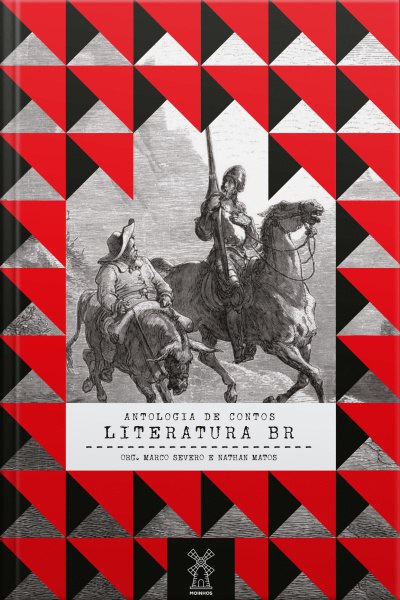 ANTOLOGIA DE CONTOS
LITERATURA BR
ORG. MARCO SEVERO E NATHAN MATOS
MOINHOS